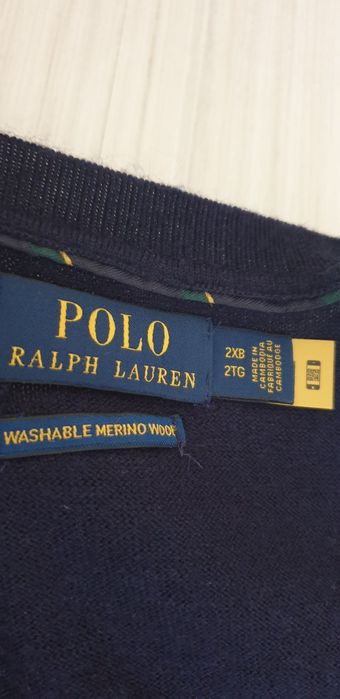 POLO
RALPH LAUREN
2XB
2TG
MADE IN
CAMBODIA
FABRIQUÉ AU
CAMBODGE
WASHABLE MERINO WOOL